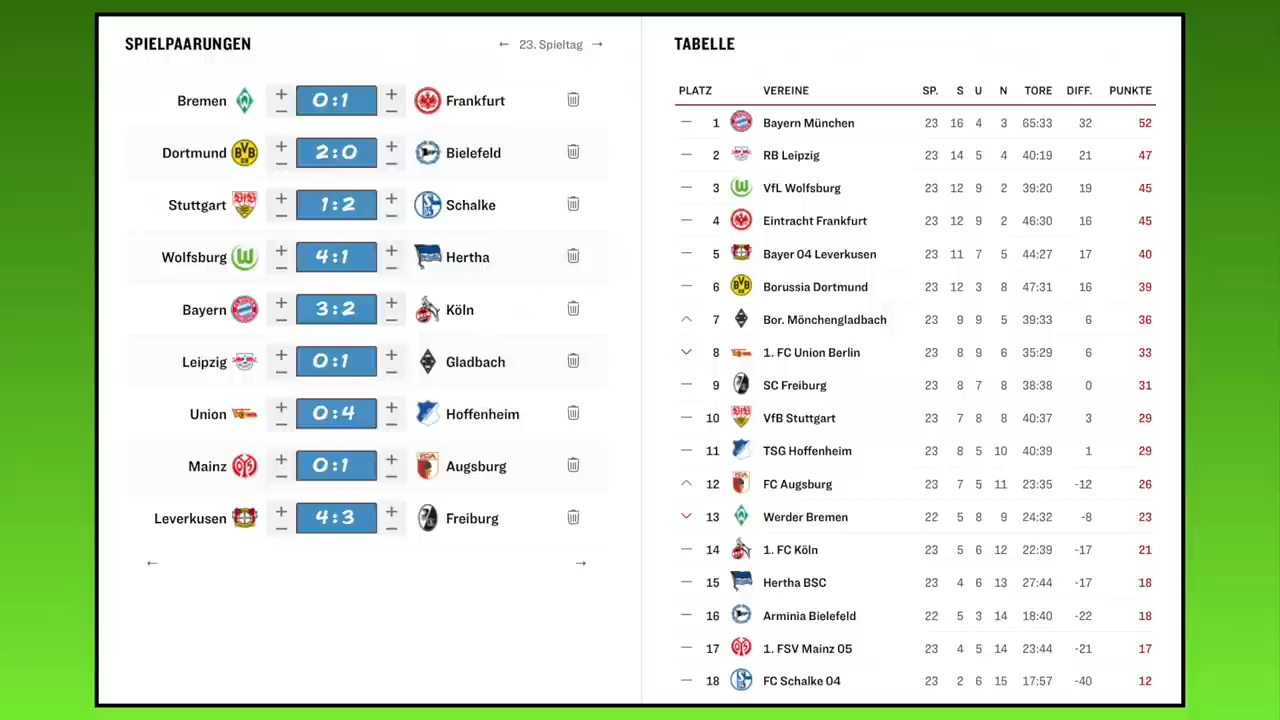 SPIELPAARUNGEN
← 23. Spieltag →
Bremen + − 0:1 + − Frankfurt
Dortmund + − 2:0 + − Bielefeld
Stuttgart + − 1:2 + − Schalke
Wolfsburg + − 4:1 + − Hertha
Bayern + − 3:2 + − Köln
Leipzig + − 0:1 + − Gladbach
Union + − 0:4 + − Hoffenheim
Mainz + − 0:1 + − Augsburg
Leverkusen + − 4:3 + − Freiburg
← →
TABELLE
PLATZ VEREINE SP. S U N TORE DIFF. PUNKTE
1 Bayern München 23 16 4 3 65:33 32 52
2 RB Leipzig 23 14 5 4 40:19 21 47
3 VfL Wolfsburg 23 12 9 2 39:20 19 45
4 Eintracht Frankfurt 23 12 9 2 46:30 16 45
5 Bayer 04 Leverkusen 23 11 7 5 44:27 17 40
6 Borussia Dortmund 23 12 3 8 47:31 16 39
7 Bor. Mönchengladbach 23 9 9 5 39:33 6 36
8 1. FC Union Berlin 23 8 9 6 35:29 6 33
9 SC Freiburg 23 8 7 8 38:38 0 31
10 VfB Stuttgart 23 7 8 8 40:37 3 29
11 TSG Hoffenheim 23 8 5 10 40:39 1 29
12 FC Augsburg 23 7 5 11 23:35 -12 26
13 Werder Bremen 22 5 8 9 24:32 -8 23
14 1. FC Köln 23 5 6 12 22:39 -17 21
15 Hertha BSC 23 4 6 13 27:44 -17 18
16 Arminia Bielefeld 22 5 3 14 18:40 -22 18
17 1. FSV Mainz 05 23 4 5 14 23:44 -21 17
18 FC Schalke 04 23 2 6 15 17:57 -40 12